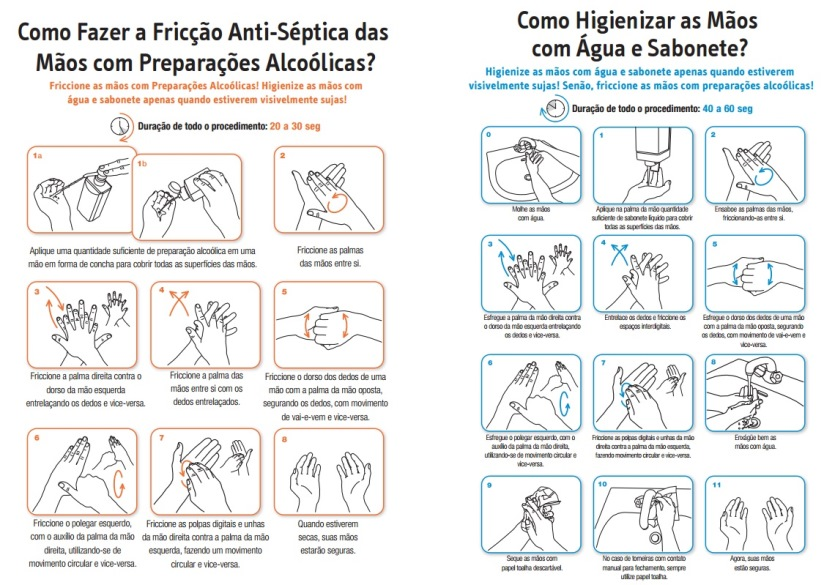 Como Fazer a Fricção Anti-Séptica das
Mãos com Preparações Alcoólicas?
Friccione as mãos com Preparações Alcoólicas! Higienize as mãos com
água e sabonete apenas quando estiverem visivelmente sujas!
Duração de todo o procedimento: 20 a 30 seg
1a
1b
Aplique uma quantidade suficiente de preparação alcoólica em uma
mão em forma de concha para cobrir todas as superfícies das mãos.
2
Friccione as palmas
das mãos entre si.
3
Friccione a palma direita contra o
dorso da mão esquerda
entrelaçando os dedos e vice-versa.
4
Friccione a palma das
mãos entre si com os
dedos entrelaçados.
5
Friccione o dorso dos dedos de uma
mão com a palma da mão oposta,
segurando os dedos, com movimento
de vai-e-vem e vice-versa.
6
Friccione o polegar esquerdo,
com o auxílio da palma da mão
direita, utilizando-se de
movimento circular e vice-versa.
7
Friccione as polpas digitais e unhas
da mão direita contra a palma da mão
esquerda, fazendo um movimento
circular e vice-versa.
8
Quando estiverem
secas, suas mãos
estarão seguras.
Como Higienizar as Mãos
com Água e Sabonete?
Higienize as mãos com água e sabonete apenas quando estiverem
visivelmente sujas! Senão, friccione as mãos com preparações alcoólicas!
Duração de todo o procedimento: 40 a 60 seg
0
Molhe as mãos
com água.
1
Aplique na palma da mão quantidade
suficiente de sabonete líquido para cobrir
todas as superfícies das mãos.
2
Ensaboe as palmas das mãos,
friccionando-as entre si.
3
Esfregue a palma da mão direita contra
o dorso da mão esquerda entrelaçando
os dedos e vice-versa.
4
Entrelace os dedos e friccione os
espaços interdigitais.
5
Esfregue o dorso dos dedos de uma mão
com a palma da mão oposta, segurando
os dedos, com movimento de vai-e-vem e
vice-versa.
6
Esfregue o polegar esquerdo, com o
auxílio da palma da mão direita,
utilizando-se de movimento circular e
vice-versa.
7
Friccione as polpas digitais e unhas da mão
direita contra a palma da mão esquerda,
fazendo movimento circular e vice-versa.
8
Enxágüe bem as
mãos com água.
9
Seque as mãos com
papel toalha descartável.
10
No caso de torneiras com contato
manual para fechamento, sempre
utilize papel toalha.
11
Agora, suas mãos
estão seguras.